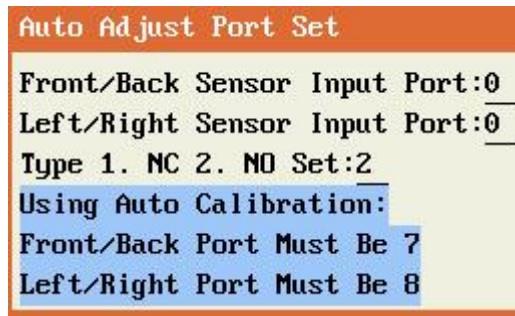 Auto Adjust Port Set
Front/Back Sensor Input Port:0
Left/Right Sensor Input Port:0
Type 1. NC 2. NO Set:2
Using Auto Calibration:
Front/Back Port Must Be 7
Left/Right Port Must Be 8